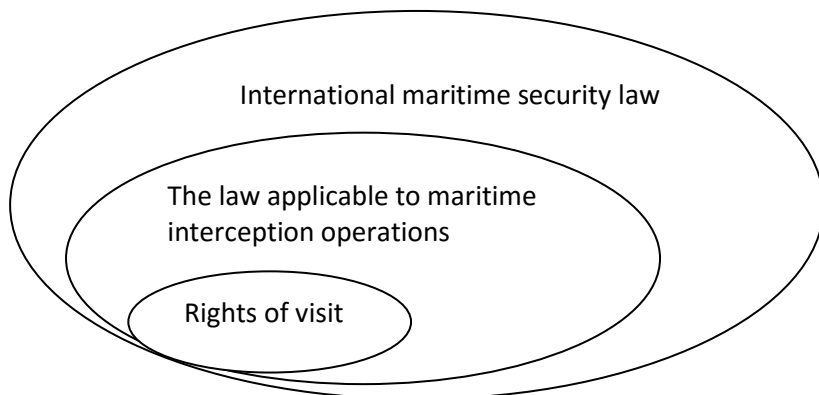 International maritime security law
The law applicable to maritime
interception operations
Rights of visit